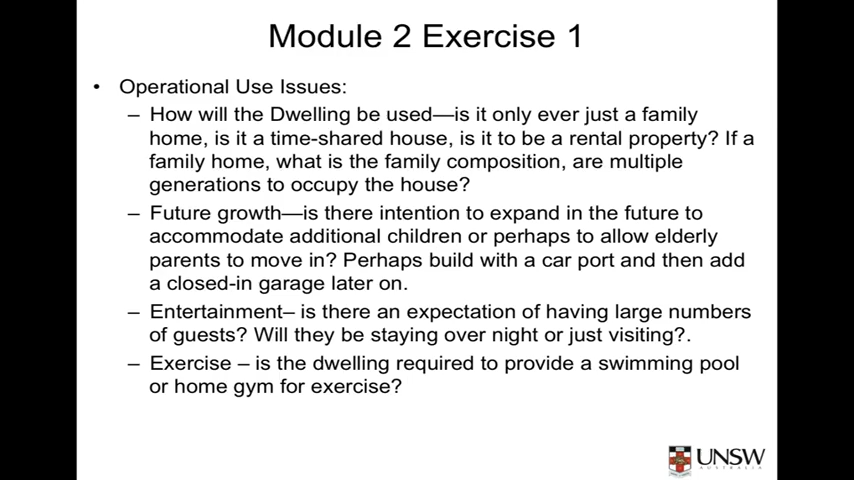 Module 2 Exercise 1
• Operational Use Issues:
– How will the Dwelling be used—is it only ever just a family
home, is it a time-shared house, is it to be a rental property? If a
family home, what is the family composition, are multiple
generations to occupy the house?
– Future growth—is there intention to expand in the future to
accommodate additional children or perhaps to allow elderly
parents to move in? Perhaps build with a car port and then add
a closed-in garage later on.
– Entertainment– is there an expectation of having large numbers
of guests? Will they be staying over night or just visiting?.
– Exercise – is the dwelling required to provide a swimming pool
or home gym for exercise?
UNSW
AUSTRALIA